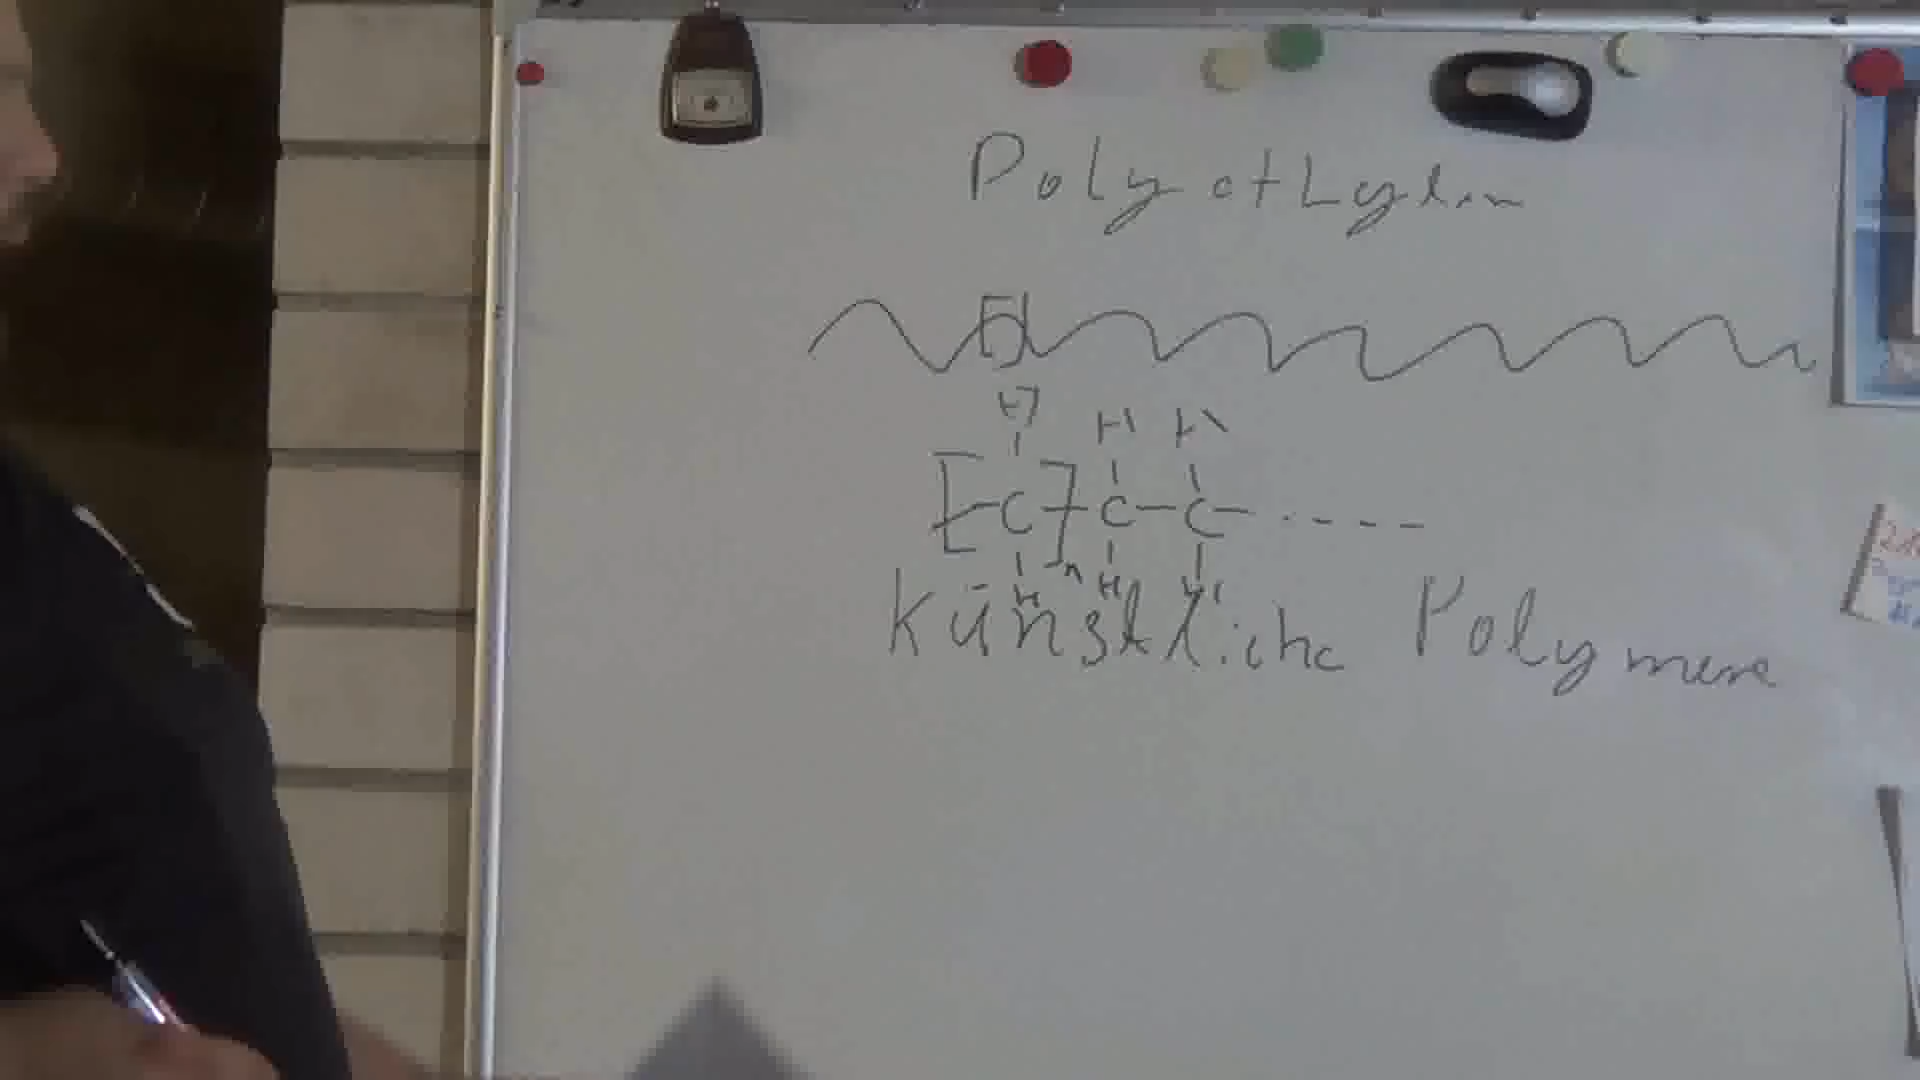 Polyethylen
H H H
[-C-]n C-C- - - - -
H H H
Künstliche Polymere